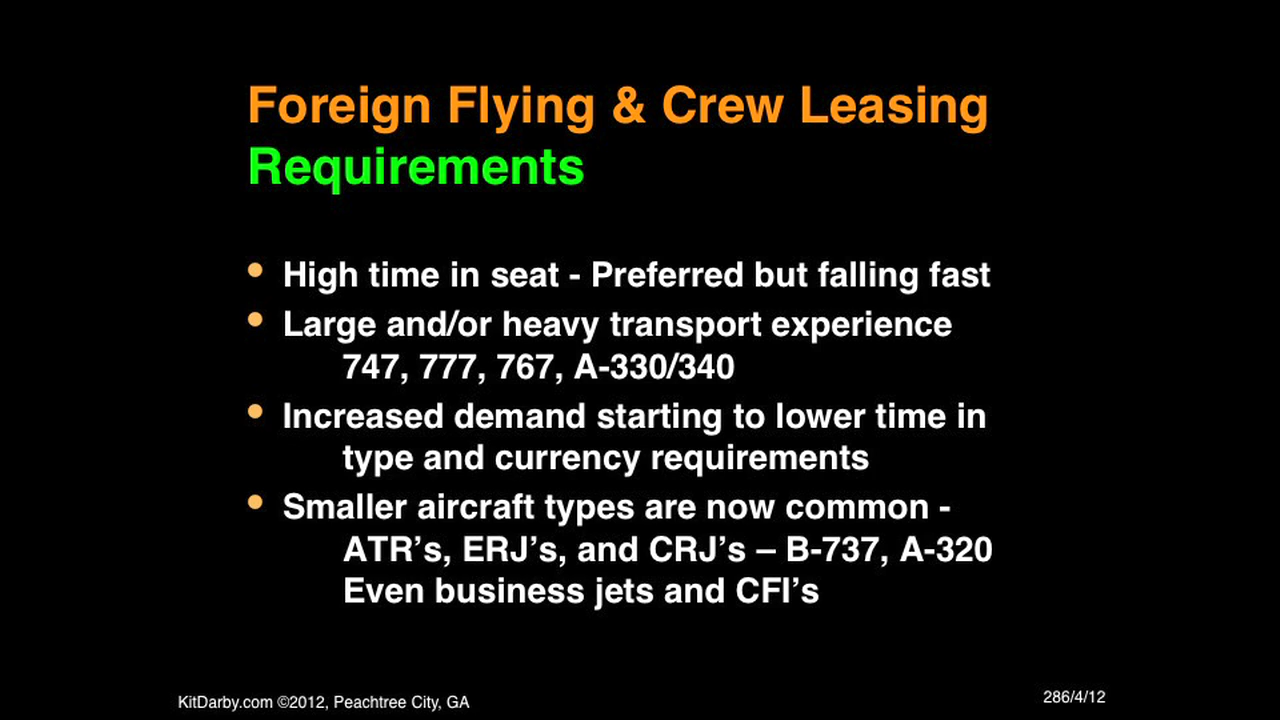 Foreign Flying & Crew Leasing
Requirements
• High time in seat - Preferred but falling fast
• Large and/or heavy transport experience
747, 777, 767, A-330/340
• Increased demand starting to lower time in
type and currency requirements
• Smaller aircraft types are now common -
ATR’s, ERJ’s, and CRJ’s – B-737, A-320
Even business jets and CFI’s
KitDarby.com ©2012, Peachtree City, GA
286/4/12